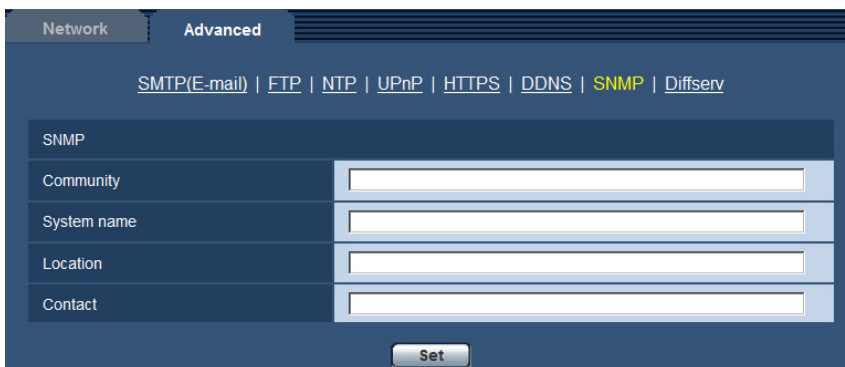 Network Advanced
SMTP(E-mail) | FTP | NTP | UPnP | HTTPS | DDNS | SNMP | Diffserv
SNMP
Community
System name
Location
Contact
Set